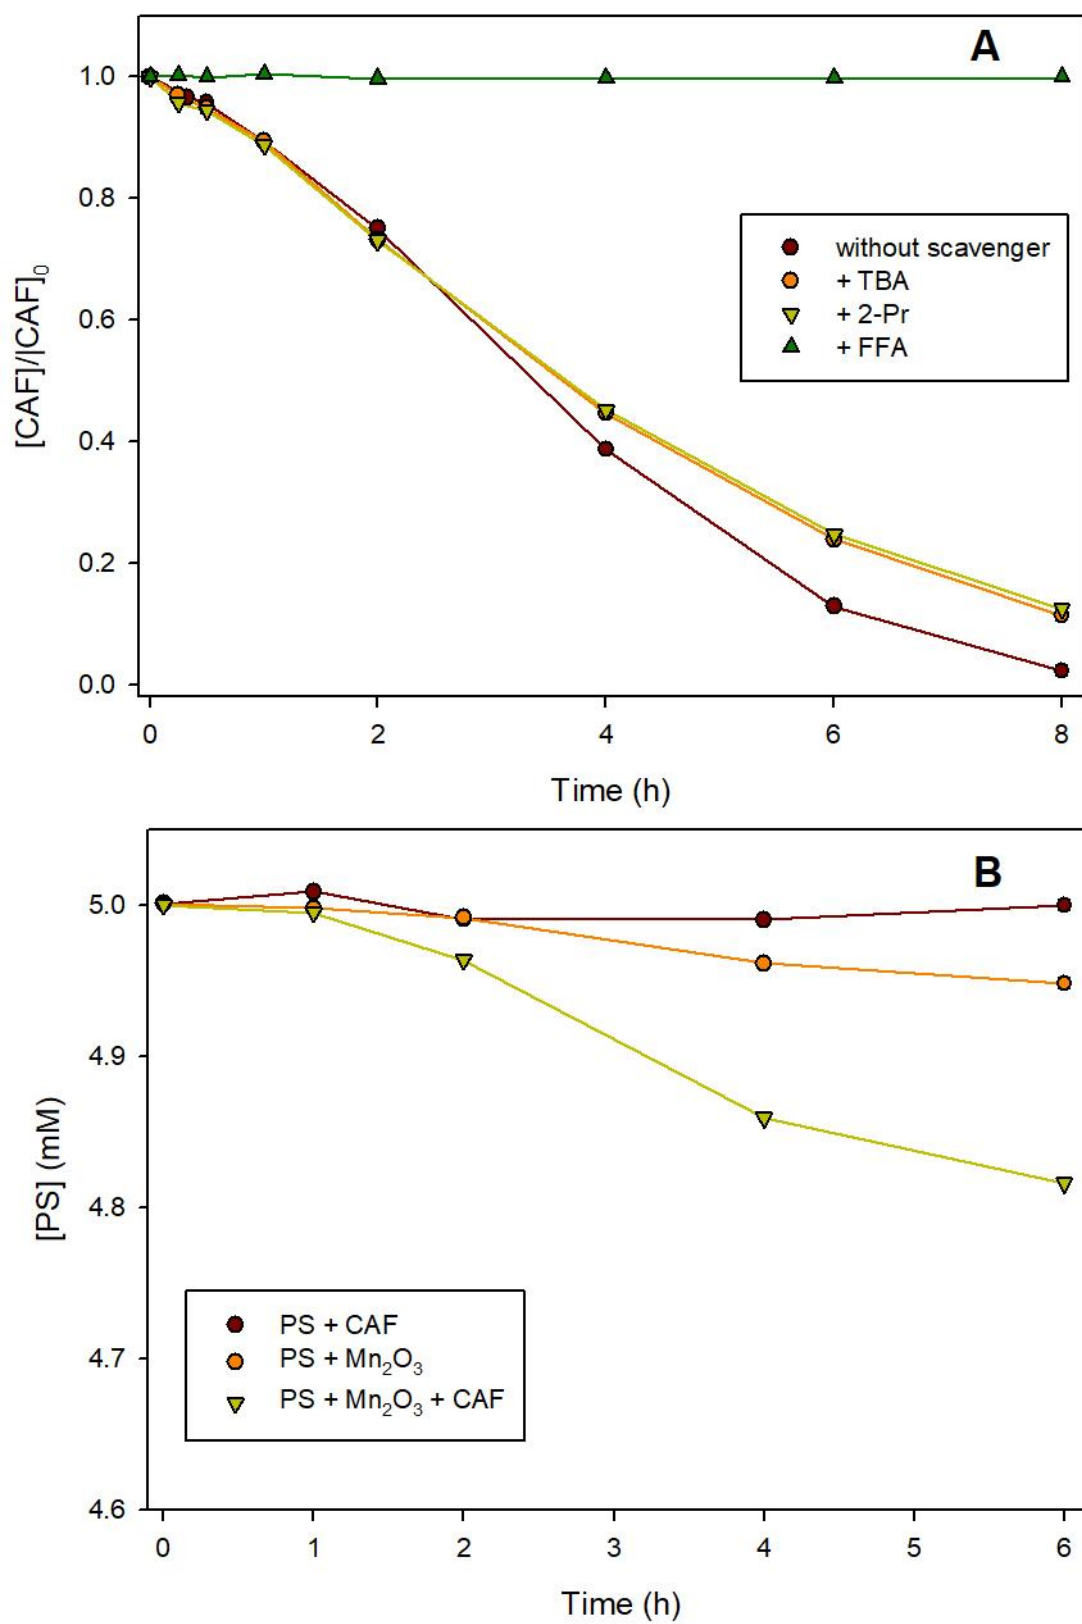 A
1.0
0.8
0.6
0.4
0.2
0.0
[CAF]/|CAF]₀
without scavenger
+ TBA
+ 2-Pr
+ FFA
0 2 4 6 8
Time (h)
B
5.0
4.9
4.8
4.7
4.6
[PS] (mM)
PS + CAF
PS + Mn₂O₃
PS + Mn₂O₃ + CAF
0 1 2 3 4 5 6
Time (h)